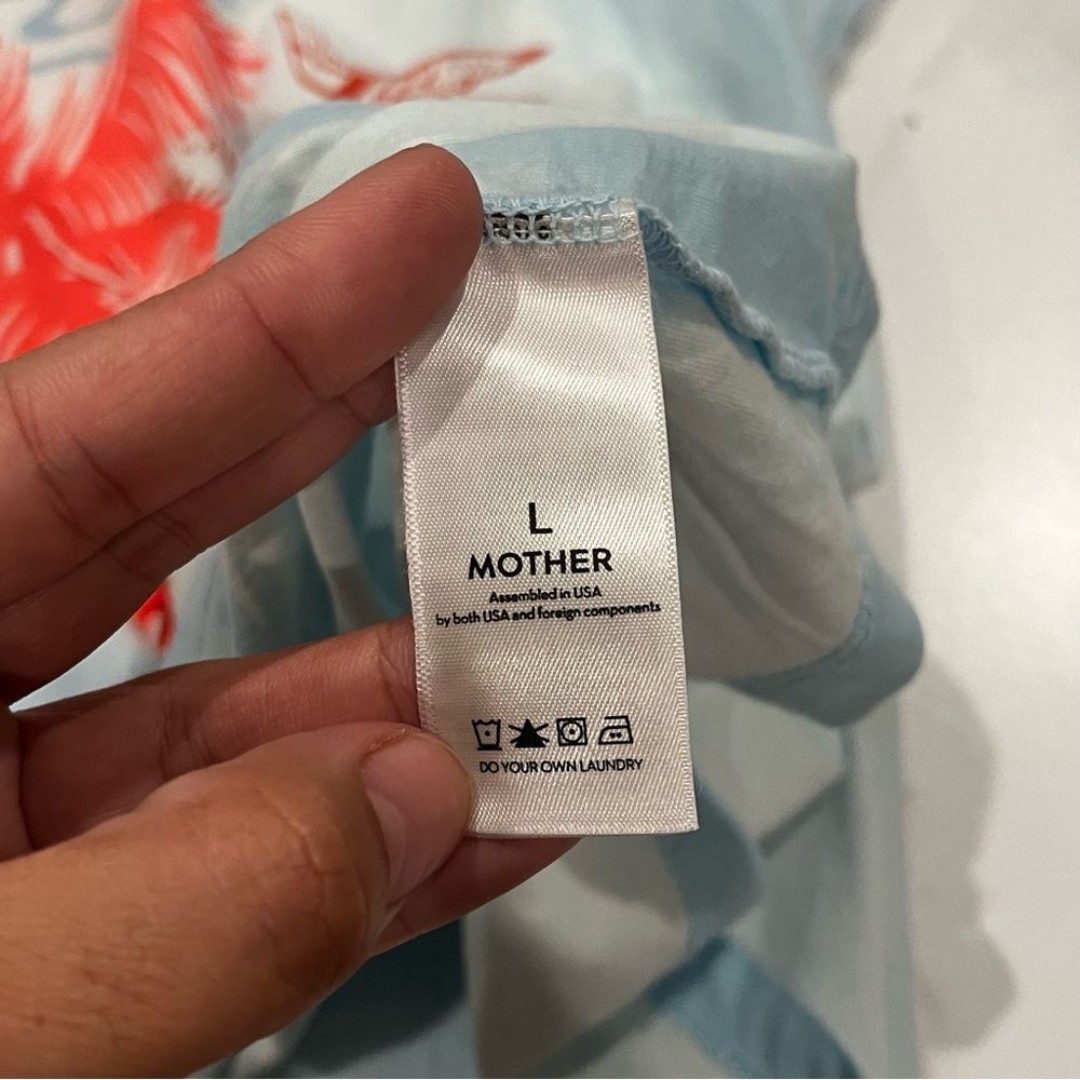 L
MOTHER
Assembled in USA
by both USA and foreign components
DO YOUR OWN LAUNDRY